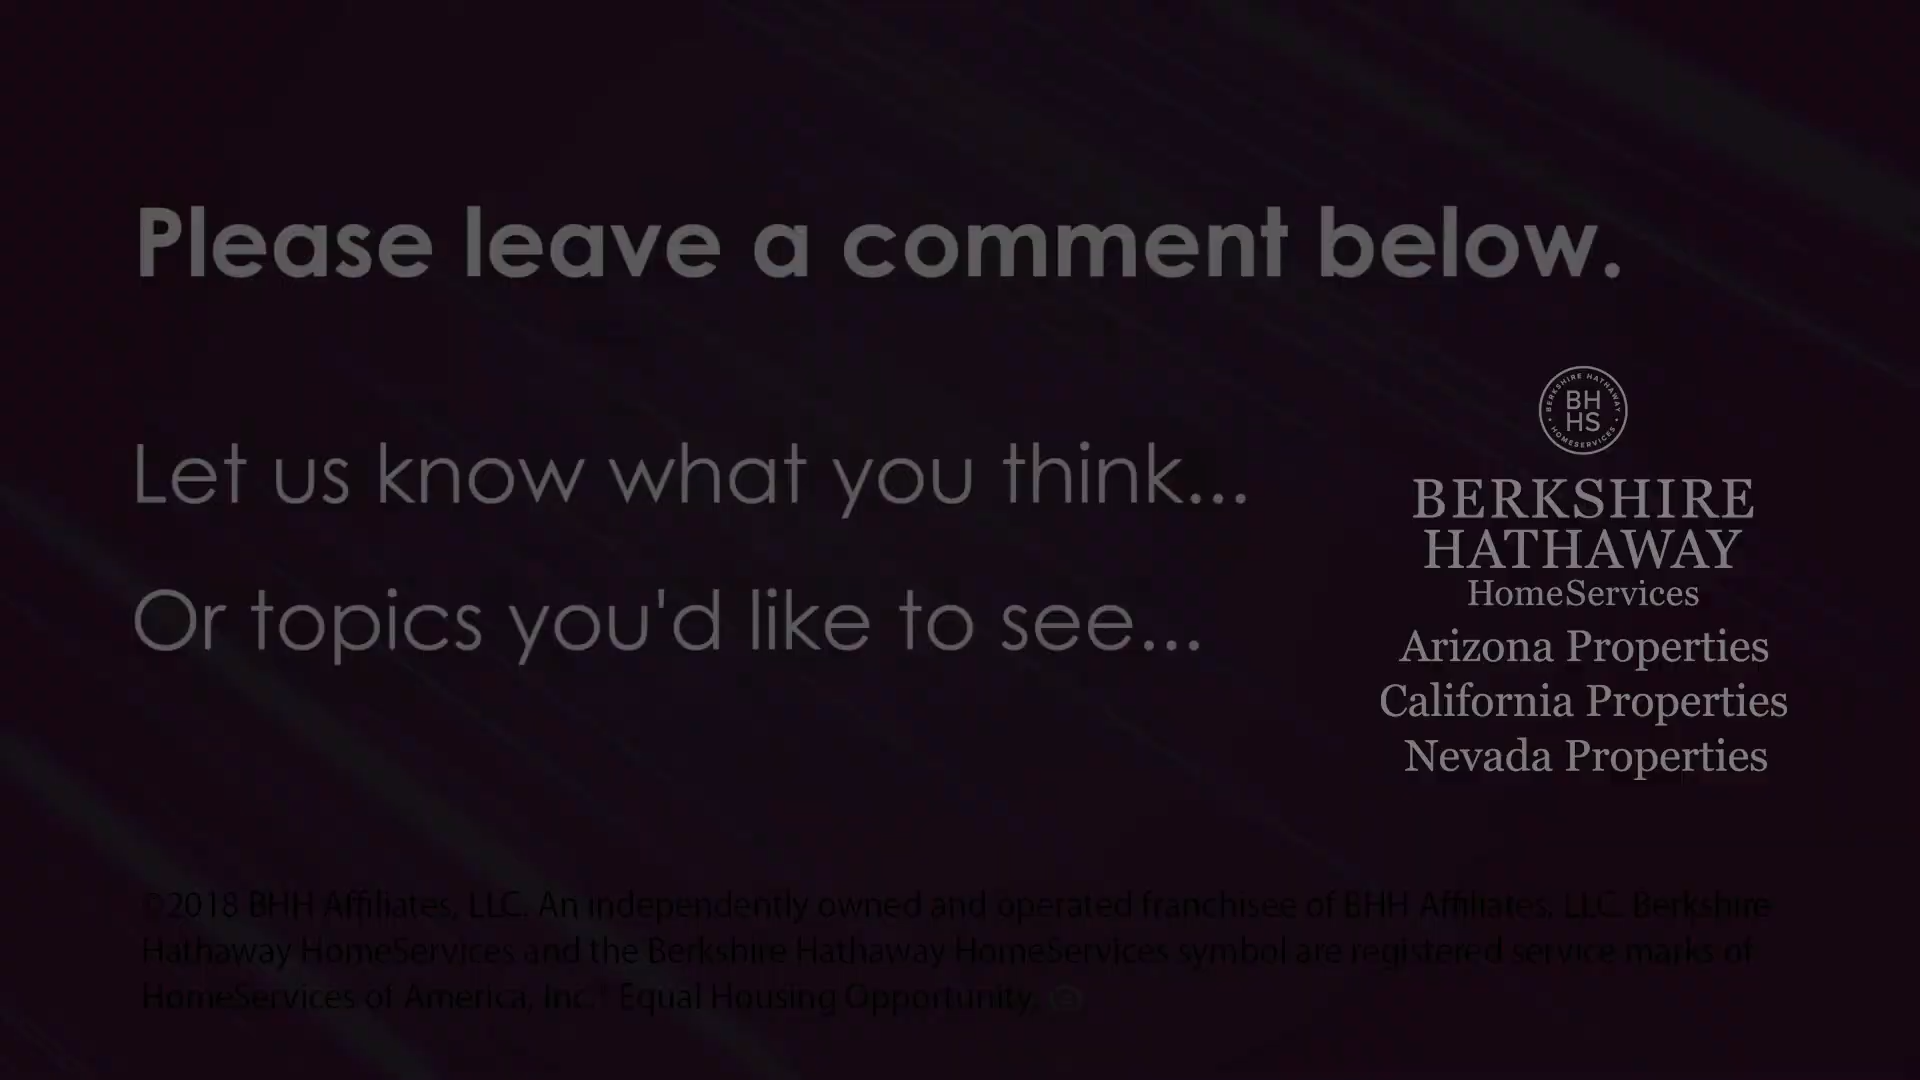 Please leave a comment below.
Let us know what you think...
Or topics you'd like to see...
BERKSHIRE HATHAWAY
BH
HS
HOMESERVICES
BERKSHIRE
HATHAWAY
HomeServices
Arizona Properties
California Properties
Nevada Properties
©2018 BHH Affiliates, LLC. An independently owned and operated franchisee of BHH Affiliates, LLC. Berkshire
Hathaway HomeServices and the Berkshire Hathaway HomeServices symbol are registered service marks of
HomeServices of America, Inc.® Equal Housing Opportunity.